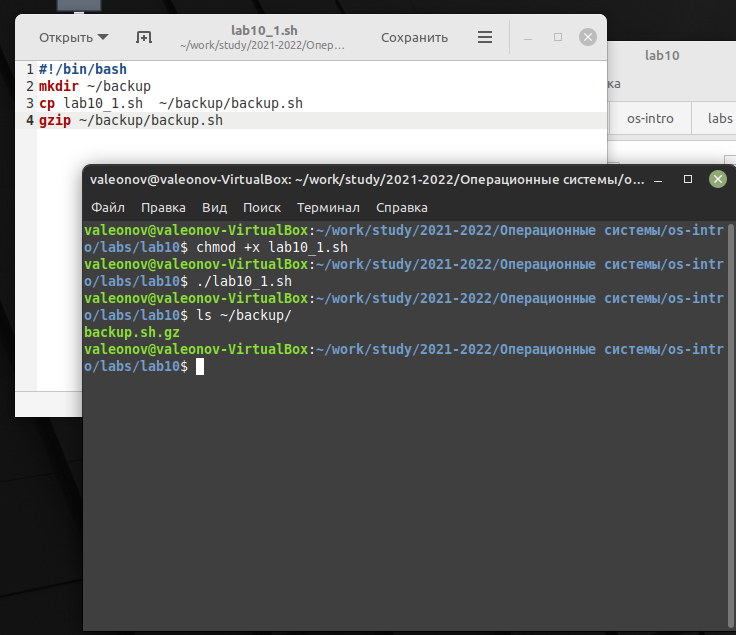 Открыть
lab10_1.sh
~/work/study/2021-2022/Опер...
Сохранить
1 #!/bin/bash
2 mkdir ~/backup
3 cp lab10_1.sh  ~/backup/backup.sh
4 gzip ~/backup/backup.sh
lab10
ка
os-intro
labs
valeonov@valeonov-VirtualBox: ~/work/study/2021-2022/Операционные системы/o...
Файл Правка Вид Поиск Терминал Справка
valeonov@valeonov-VirtualBox:~/work/study/2021-2022/Операционные системы/os-intr
o/labs/lab10$ chmod +x lab10_1.sh
valeonov@valeonov-VirtualBox:~/work/study/2021-2022/Операционные системы/os-intr
o/labs/lab10$ ./lab10_1.sh
valeonov@valeonov-VirtualBox:~/work/study/2021-2022/Операционные системы/os-intr
o/labs/lab10$ ls ~/backup/
backup.sh.gz
valeonov@valeonov-VirtualBox:~/work/study/2021-2022/Операционные системы/os-intr
o/labs/lab10$